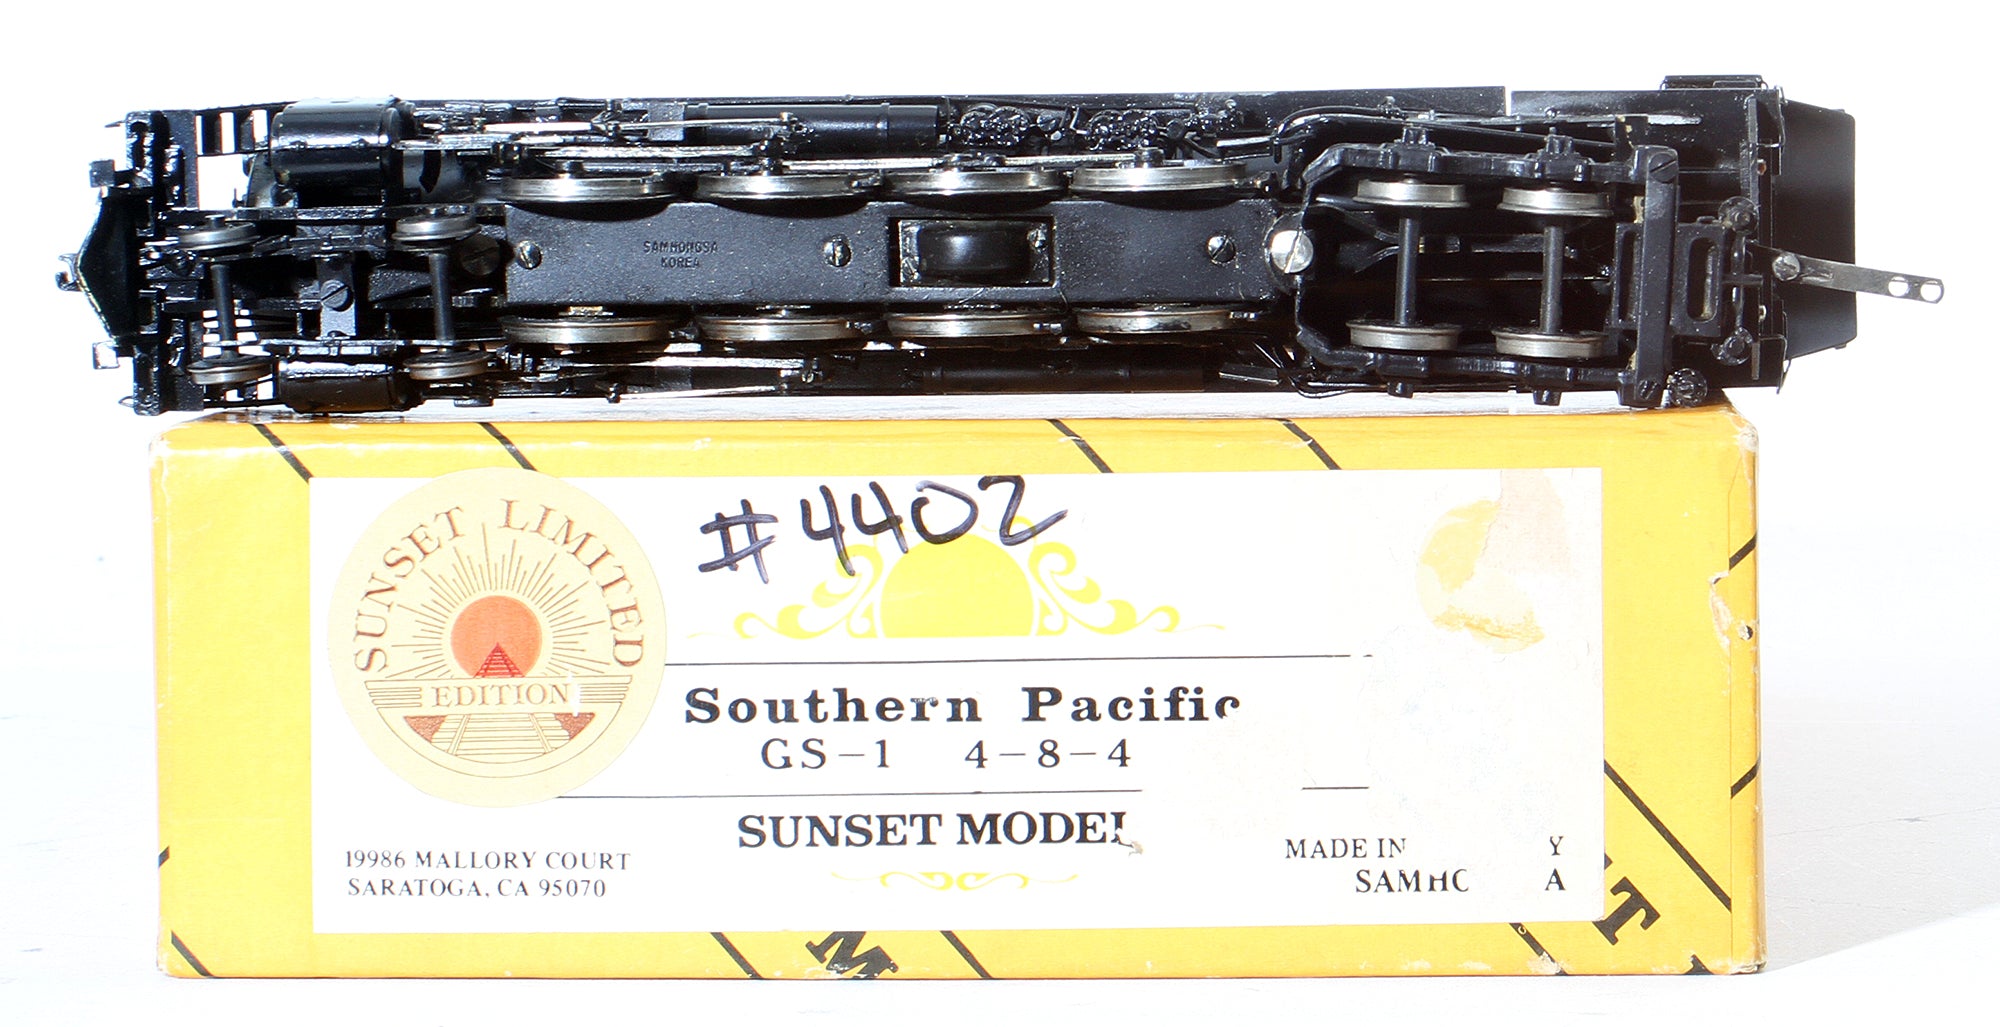 SAMHONGSA
KOREA
#4402
SUNSET LIMITED
EDITION
Southern Pacific
GS-1 4-8-4
SUNSET MODEL
19986 MALLORY COURT
SARATOGA, CA 95070
MADE IN Y
SAMHO A
M
T